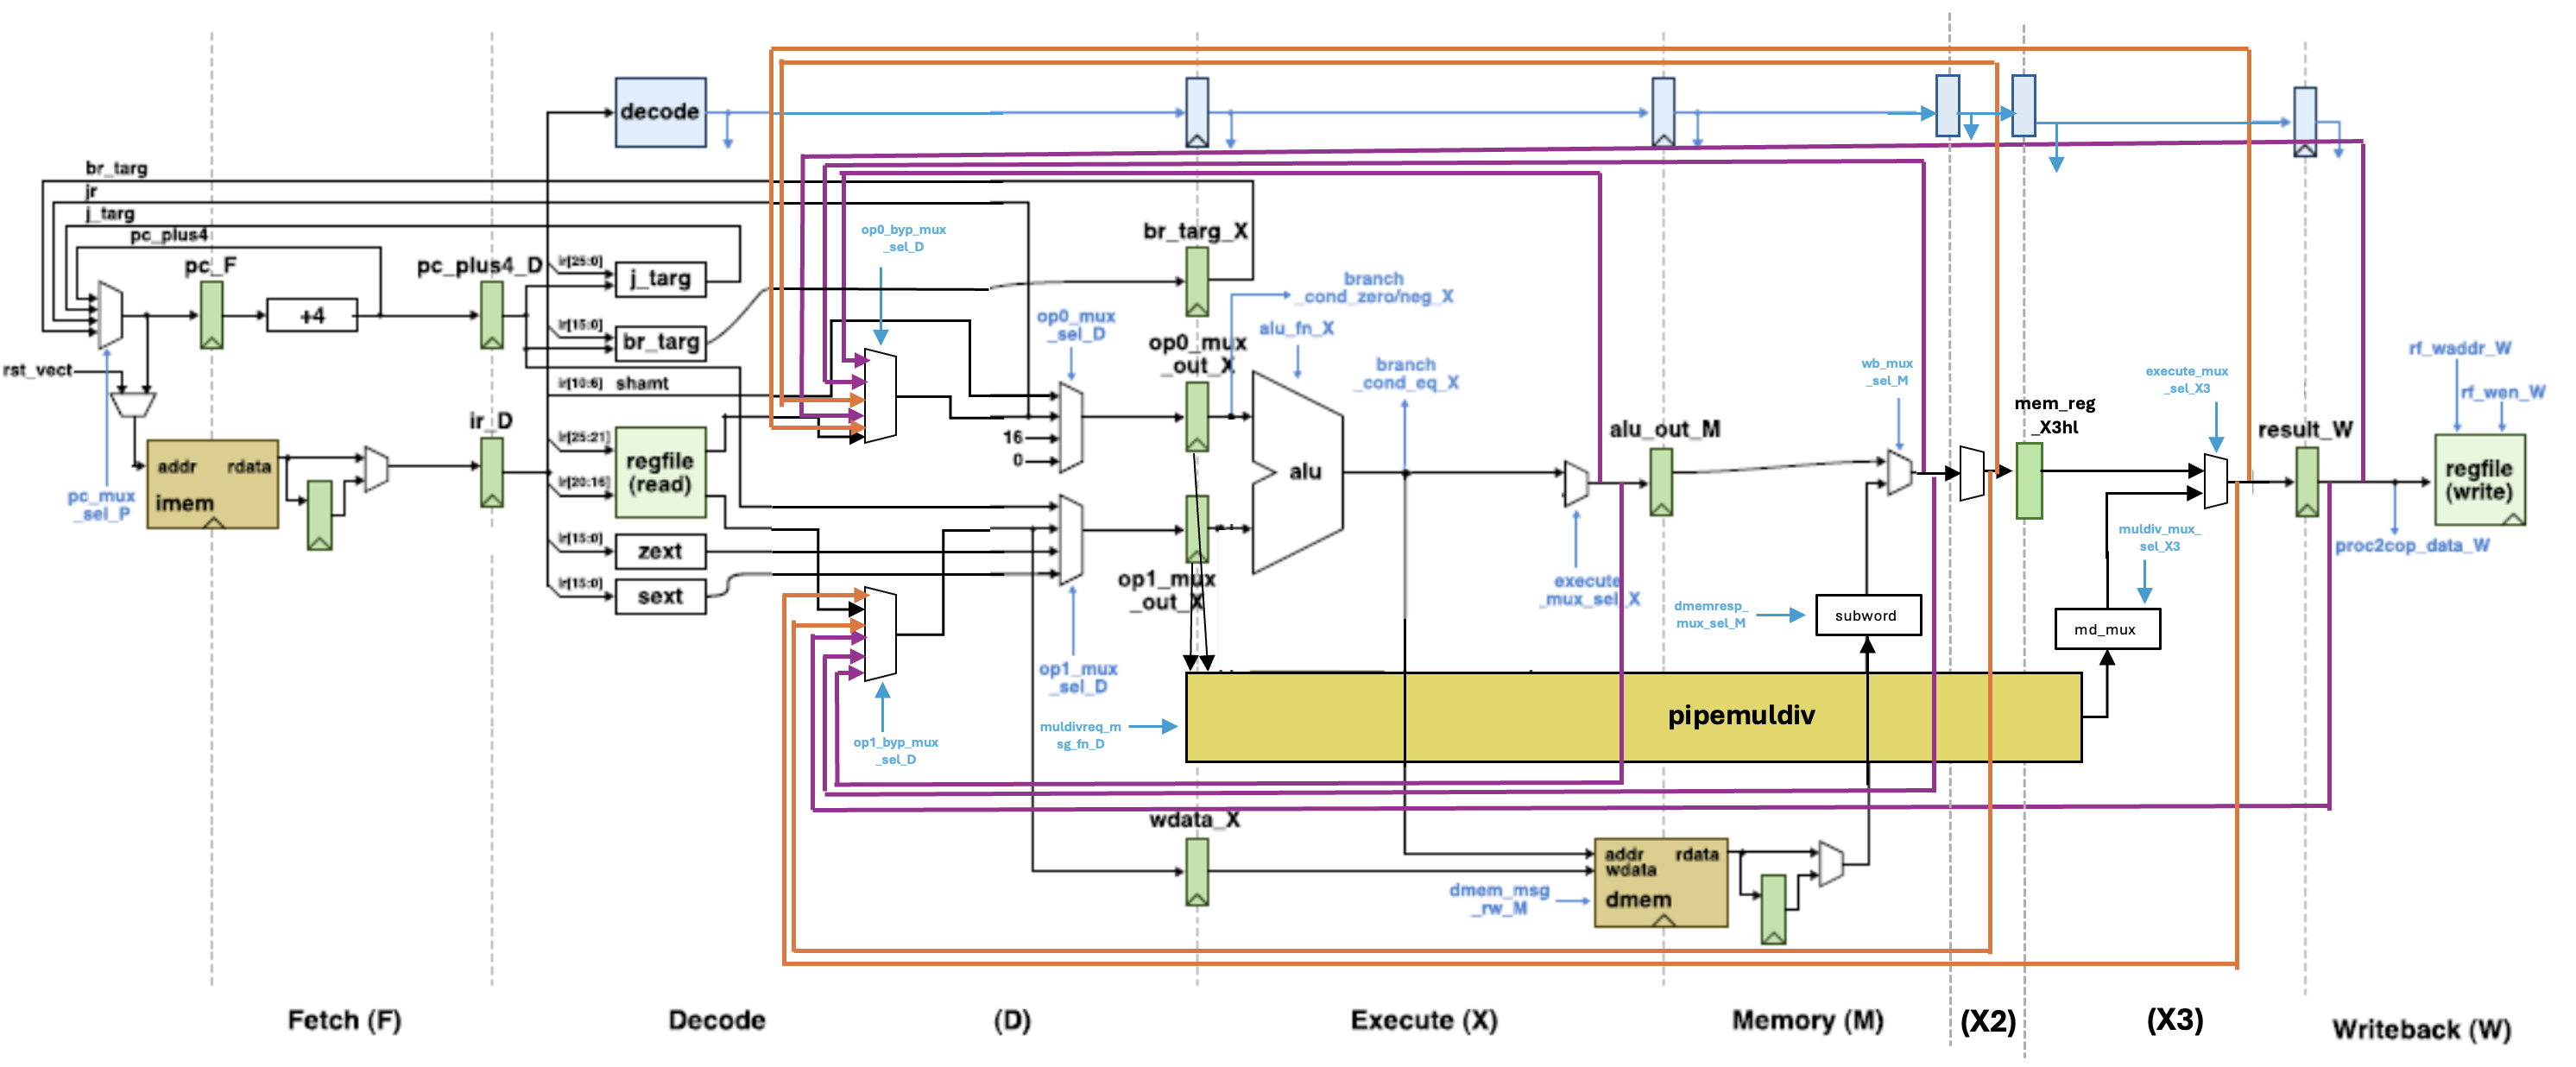 decode
br_targ
jr
j_targ
pc_plus4
pc_F
+4
pc_plus4_D
ir[25:0]
j_targ
ir[15:0]
br_targ
ir[10:6] shamt
rst_vect
pc_mux
_sel_P
addr rdata
imem
ir_D
ir[25:21]
ir[20:16]
regfile
(read)
ir[15:0]
zext
ir[15:0]
sext
op0_byp_mux
_sel_D
op1_byp_mux
_sel_D
op0_mux
_sel_D
16
0
op1_mux
_sel_D
br_targ_X
op0_mux
_out_X
op1_mux
_out_X
branch
_cond_zero/neg_X
alu_fn_X
branch
_cond_eq_X
alu
execute
_mux_sel_X
alu_out_M
muldivreq_m
sg_fn_D
pipemuldiv
wdata_X
dmem_msg
_rw_M
addr rdata
wdata
dmem
dmemresp_
mux_sel_M
subword
wb_mux
_sel_M
mem_reg
_X3hl
execute_mux
_sel_X3
muldiv_mux_
sel_X3
md_mux
result_W
rf_waddr_W
rf_wen_W
regfile
(write)
proc2cop_data_W
Fetch (F)
Decode
(D)
Execute (X)
Memory (M)
(X2)
(X3)
Writeback (W)